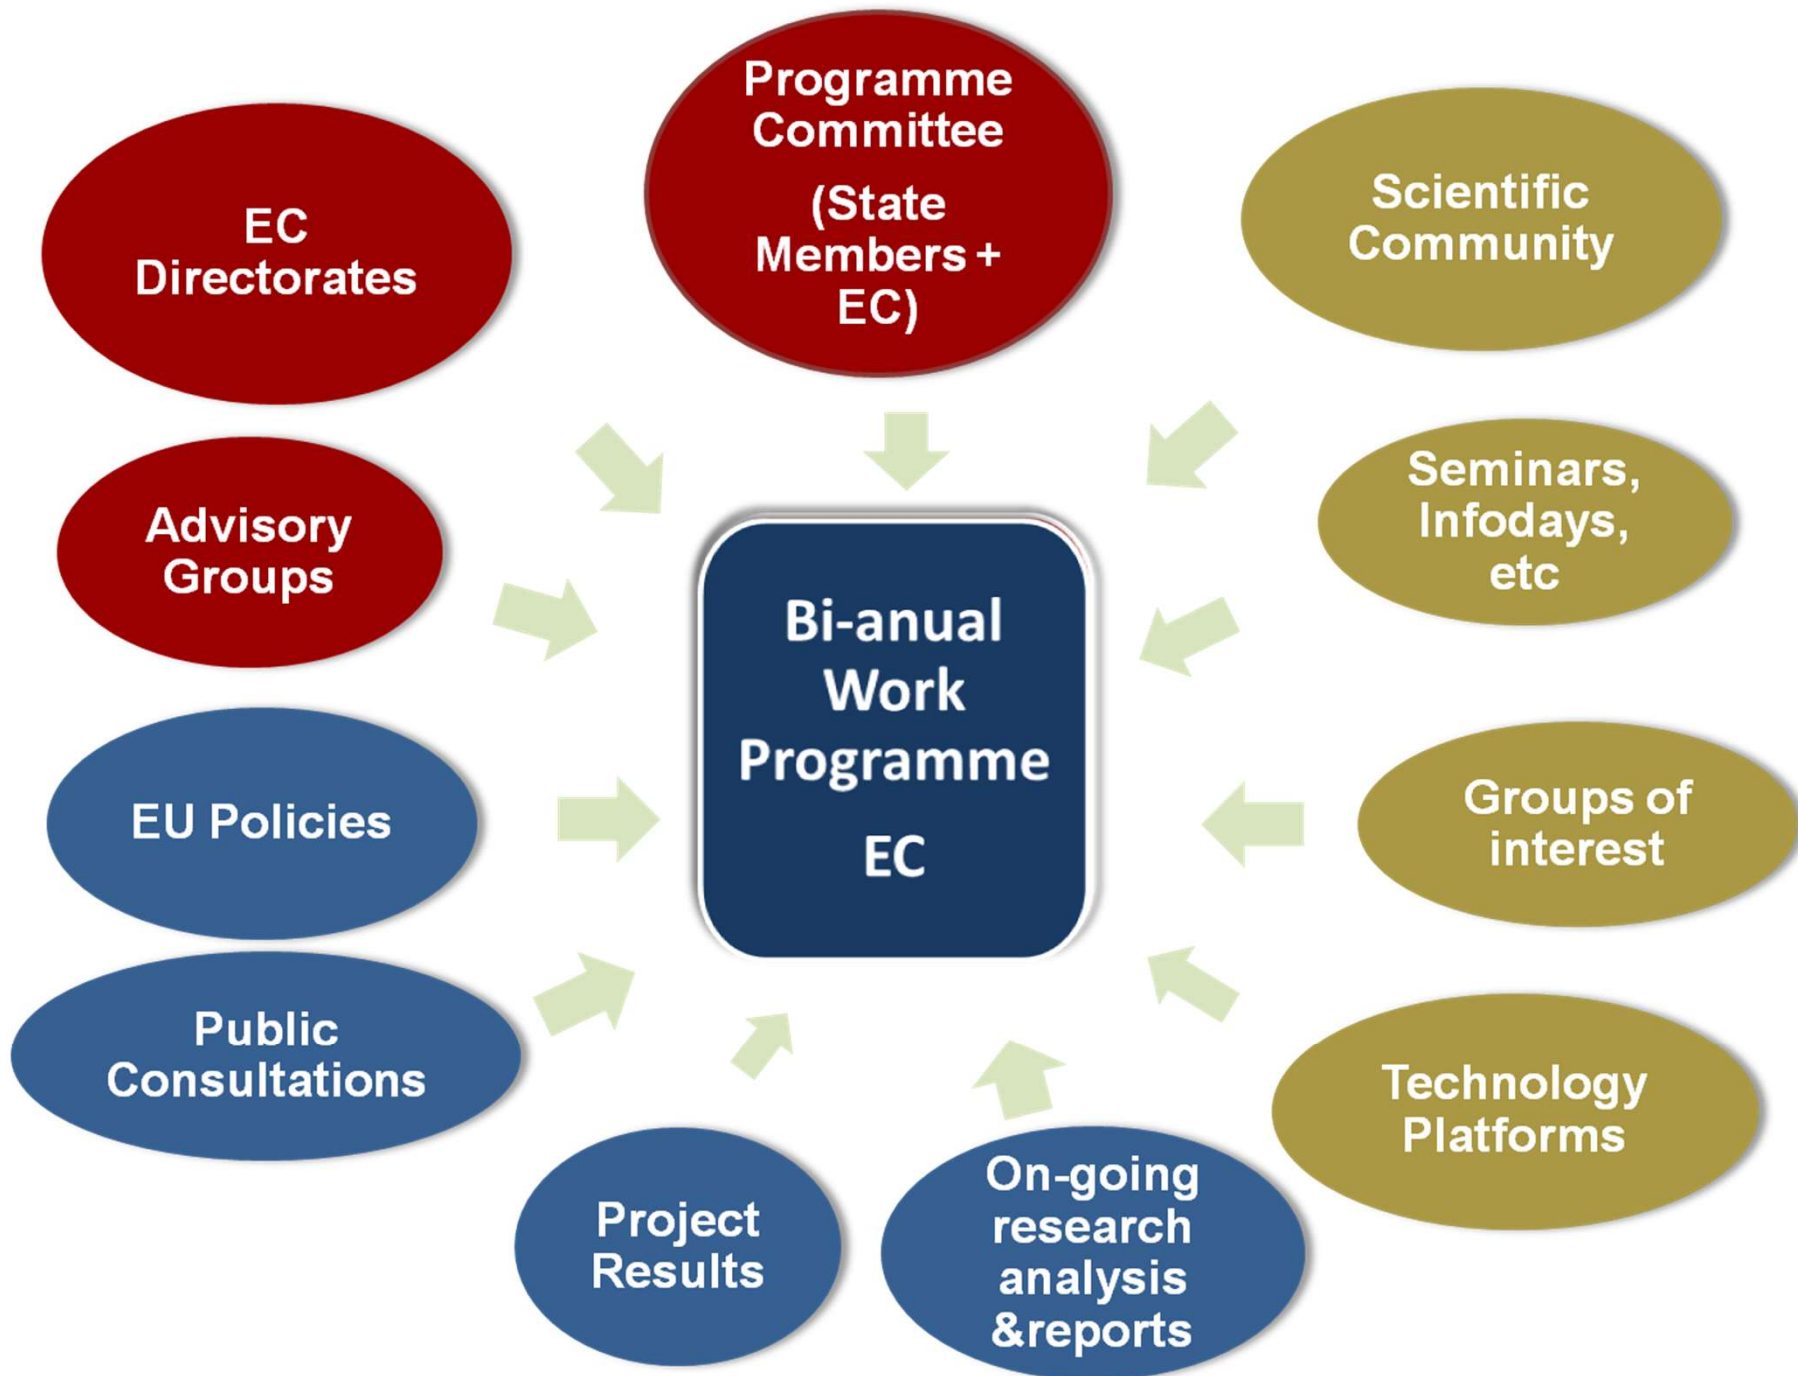 Programme
Committee
(State
Members +
EC)
EC
Directorates
Scientific
Community
Advisory
Groups
Seminars,
Infodays,
etc
Bi-anual
Work
Programme
EC
EU Policies
Groups of
interest
Public
Consultations
Technology
Platforms
Project
Results
On-going
research
analysis
&reports